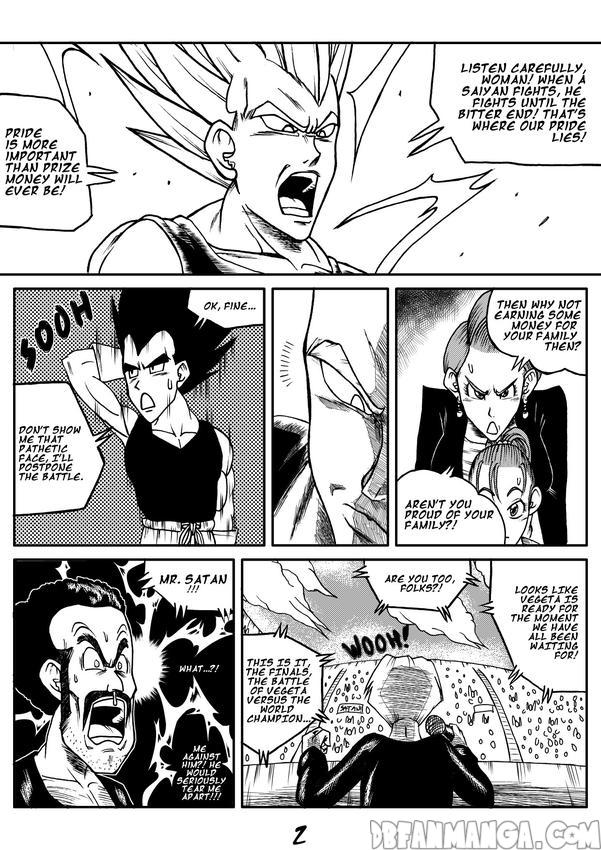 LISTEN CAREFULLY,
WOMAN! WHEN A
SAIYAN FIGHTS, HE
FIGHTS UNTIL THE
BITTER END! THAT'S
WHERE OUR PRIDE
LIES!
PRIDE
IS MORE
IMPORTANT
THAN PRIZE
MONEY WILL
EVER BE!
THEN WHY NOT
EARNING SOME
MONEY FOR
YOUR FAMILY
THEN?
AREN'T YOU
PROUD OF YOUR
FAMILY?!
OK, FINE...
SOOH
DON'T SHOW
ME THAT
PATHETIC
FACE, I'LL
POSTPONE
THE BATTLE.
LOOKS LIKE
VEGETA IS
READY FOR
THE MOMENT
WE HAVE
ALL BEEN
WAITING
FOR!
ARE YOU TOO,
FOLKS?!
WOOH!
SATAN
THIS IS IT,
THE FINALS,
THE BATTLE
OF VEGETA
VERSUS THE
WORLD
CHAMPION...
MR. SATAN
!!!
WHAT...?!
ME
AGAINST
HIM?! HE
WOULD
SERIOUSLY
TEAR ME
APART!!!
2
DBFANMANGA.COM